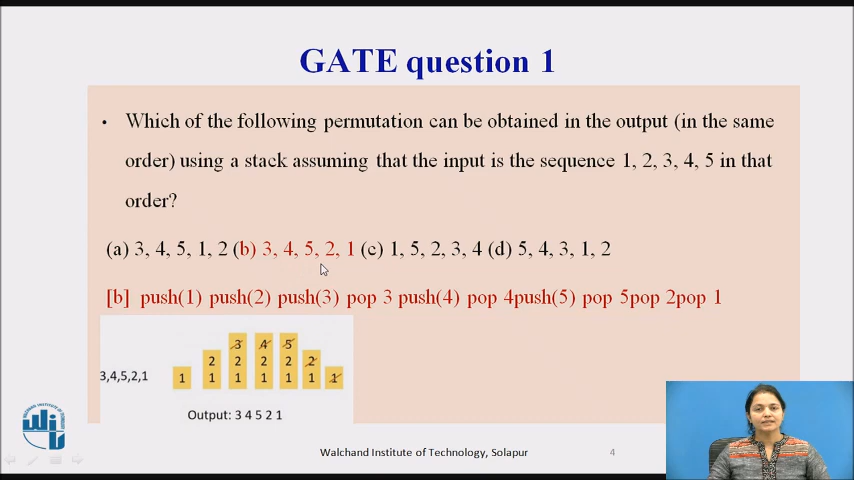 GATE question 1
• Which of the following permutation can be obtained in the output (in the same
order) using a stack assuming that the input is the sequence 1, 2, 3, 4, 5 in that
order?
(a) 3, 4, 5, 1, 2 (b) 3, 4, 5, 2, 1 (c) 1, 5, 2, 3, 4 (d) 5, 4, 3, 1, 2
[b] push(1) push(2) push(3) pop 3 push(4) pop 4push(5) pop 5pop 2pop 1
3 4 5
2 2 2 2 2
3,4,5,2,1 1 1 1 1 1 1 1
Output: 3 4 5 2 1
Walchand Institute of Technology, Solapur 4